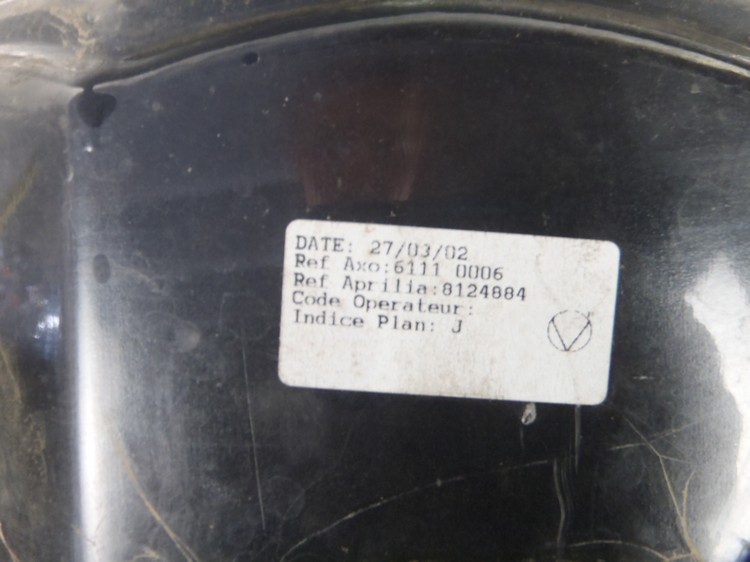 DATE: 27/03/02
Ref Axo:6111 0006
Ref Aprilia:8124884
Code Operateur:
Indice Plan: J